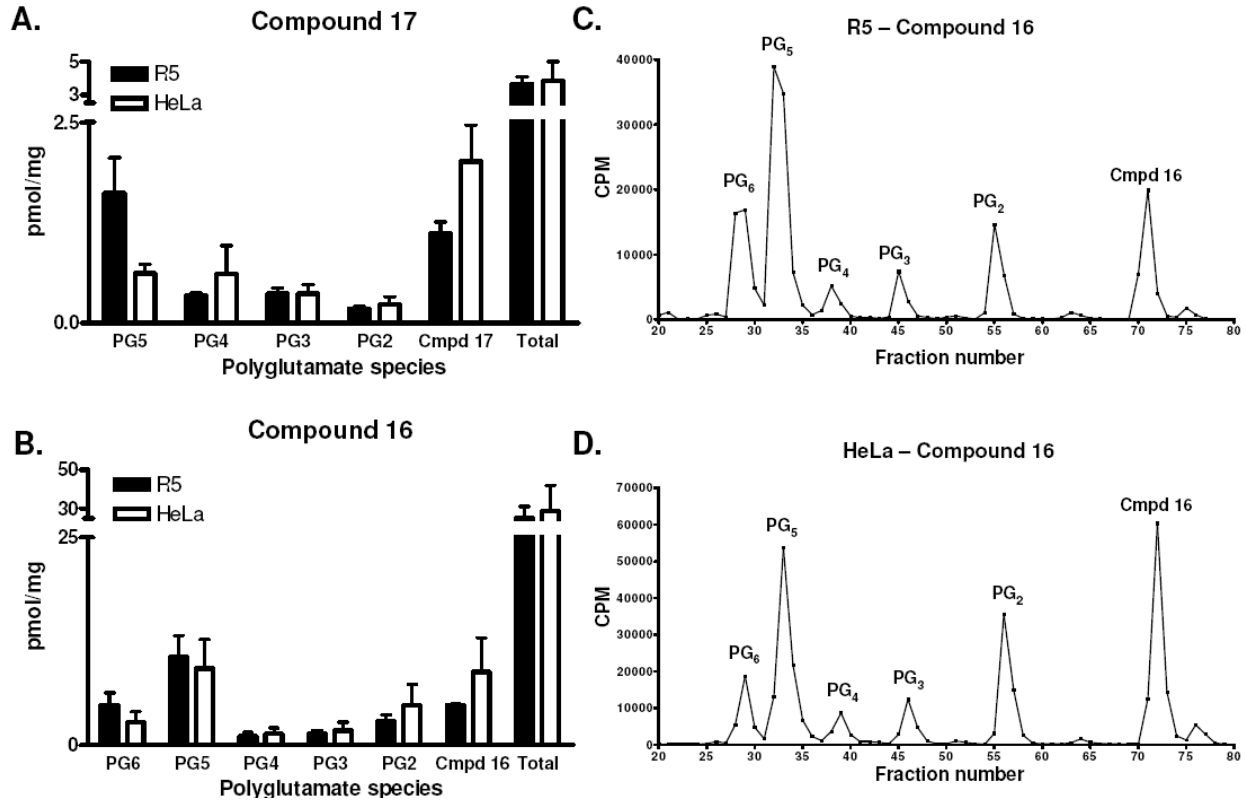 A.
Compound 17
5
3
2.5
0.0
pmol/mg
R5
HeLa
PG5 PG4 PG3 PG2 Cmpd 17 Total
Polyglutamate species
B.
Compound 16
50
30
25
0
pmol/mg
R5
HeLa
PG6 PG5 PG4 PG3 PG2 Cmpd 16 Total
Polyglutamate species
C.
R5 – Compound 16
40000
30000
20000
10000
0
CPM
PG5
PG6
PG4
PG3
PG2
Cmpd 16
20 25 30 35 40 45 50 55 60 65 70 75 80
Fraction number
D.
HeLa – Compound 16
70000
60000
50000
40000
30000
20000
10000
0
CPM
PG6
PG5
PG4
PG3
PG2
Cmpd 16
20 25 30 35 40 45 50 55 60 65 70 75 80
Fraction number